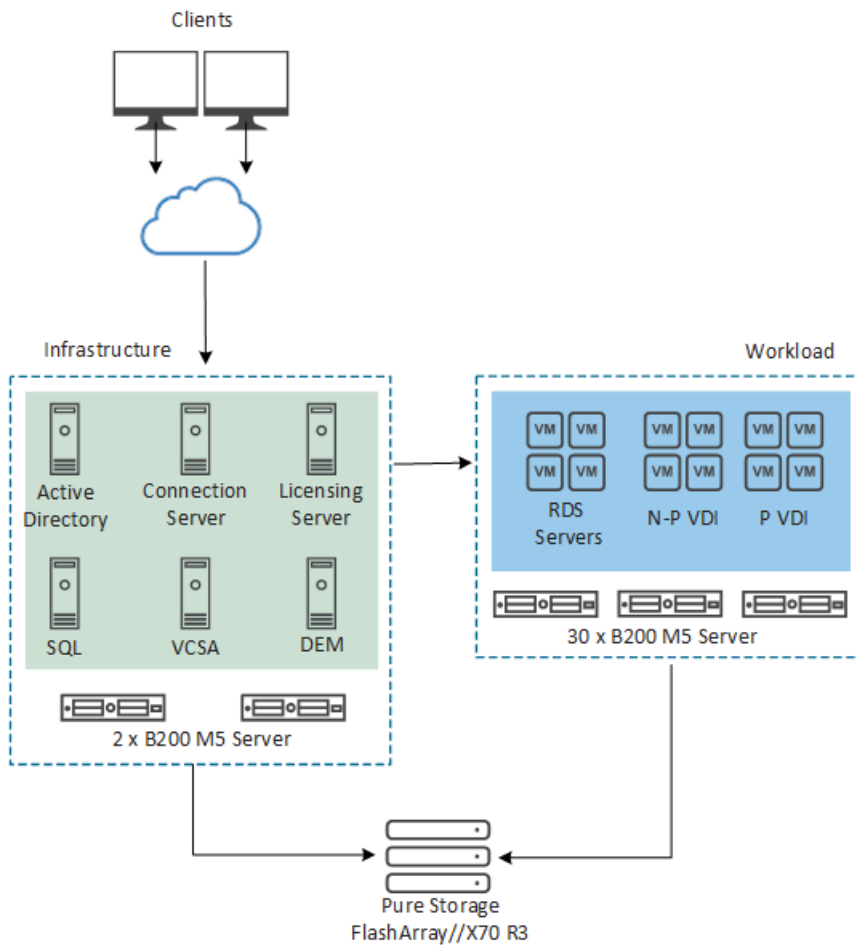 Clients
Infrastructure
Workload
Active
Directory
Connection
Server
Licensing
Server
SQL
VCSA
DEM
2 x B200 M5 Server
VM VM VM VM VM VM
VM VM VM VM VM VM
RDS
Servers
N-P VDI
P VDI
30 x B200 M5 Server
Pure Storage
FlashArray//X70 R3